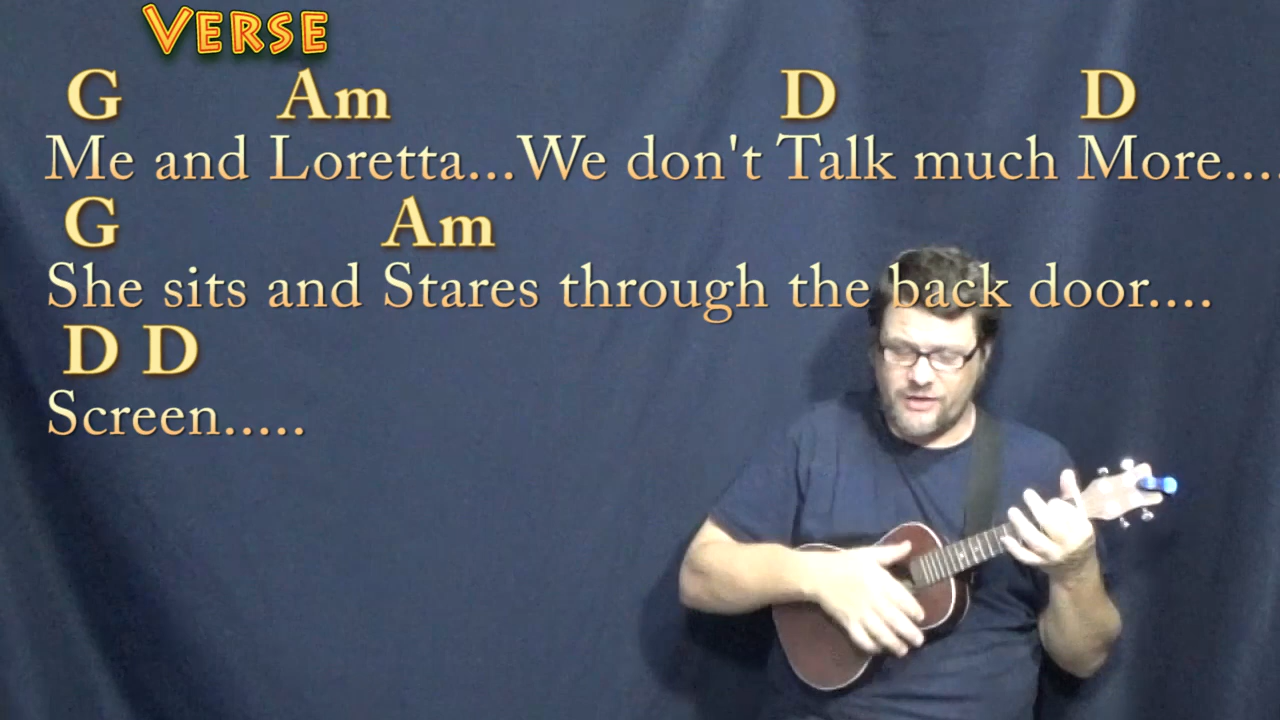 VERSE
G Am D D
Me and Loretta...We don't Talk much More....
G Am
She sits and Stares through the back door....
D D
Screen.....